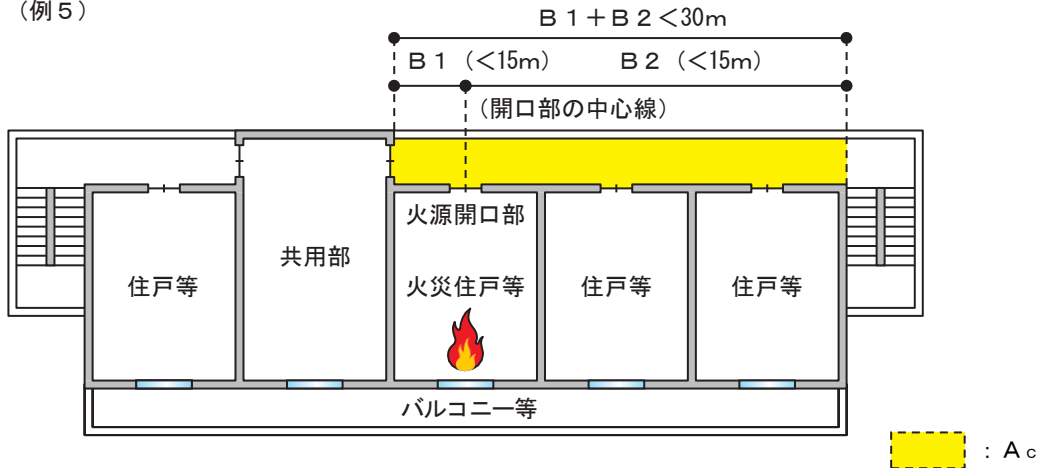 (例5)
B1+B2<30m
B1(<15m) B2(<15m)
(開口部の中心線)
火源開口部
共用部
住戸等 火災住戸等 住戸等 住戸等
バルコニー等
:Ac